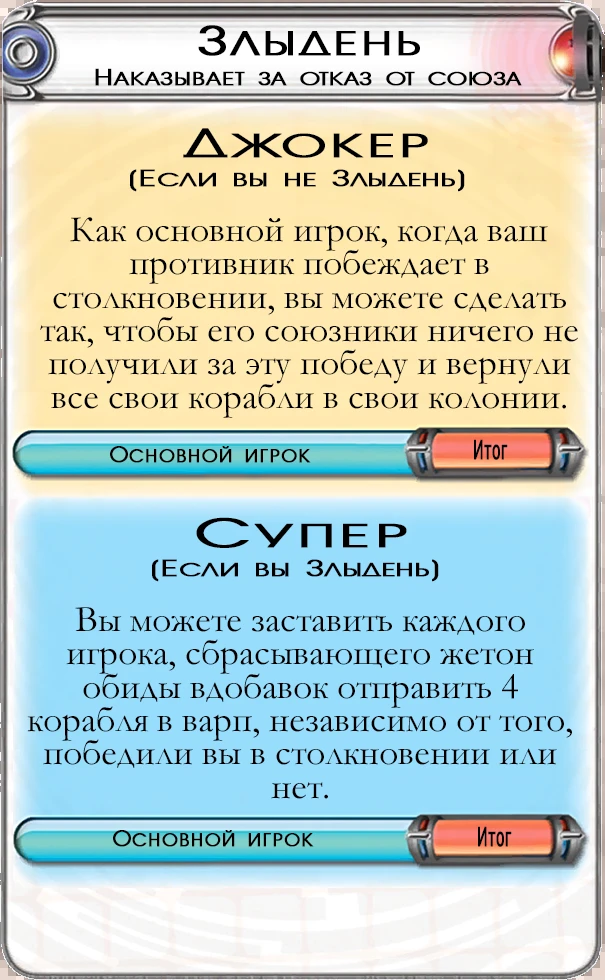 Злыдень
Наказывает за отказ от союза
Джокер
(Если вы не Злыдень)
Как основной игрок, когда ваш
противник побеждает в
столкновении, вы можете сделать
так, чтобы его союзники ничего не
получили за эту победу и вернули
все свои корабли в свои колонии.
Основной игрок Итог
Супер
(Если вы Злыдень)
Вы можете заставить каждого
игрока, сбрасывающего жетон
обиды вдобавок отправить 4
корабля в варп, независимо от того,
победили вы в столкновении или
нет.
Основной игрок Итог